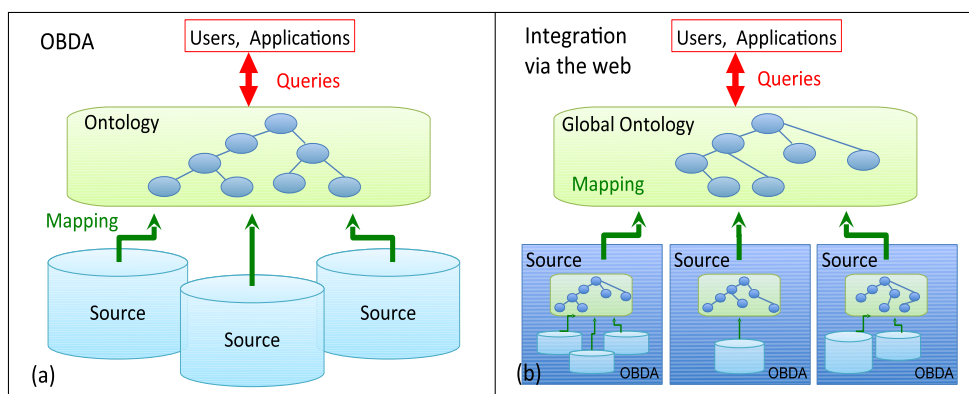 OBDA
Users, Applications
Queries
Ontology
Mapping
Source
Source
Source
(a)
Integration
via the web
Users, Applications
Queries
Global Ontology
Mapping
Source
Source
Source
OBDA
OBDA
OBDA
(b)